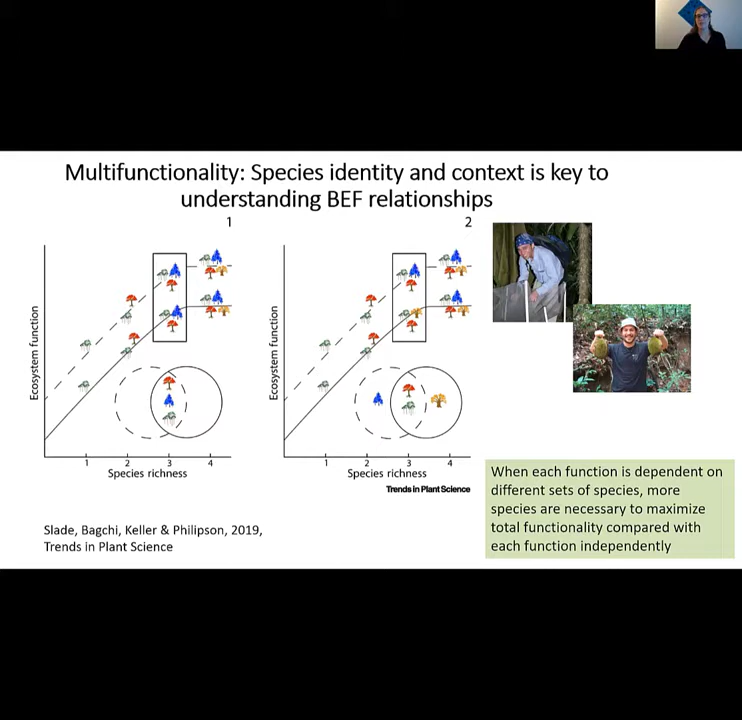 Multifunctionality: Species identity and context is key to
understanding BEF relationships
1
Ecosystem function
1 2 3 4
Species richness
2
Ecosystem function
1 2 3 4
Species richness
Trends in Plant Science
When each function is dependent on
different sets of species, more
species are necessary to maximize
total functionality compared with
each function independently
Slade, Bagchi, Keller & Philipson, 2019,
Trends in Plant Science